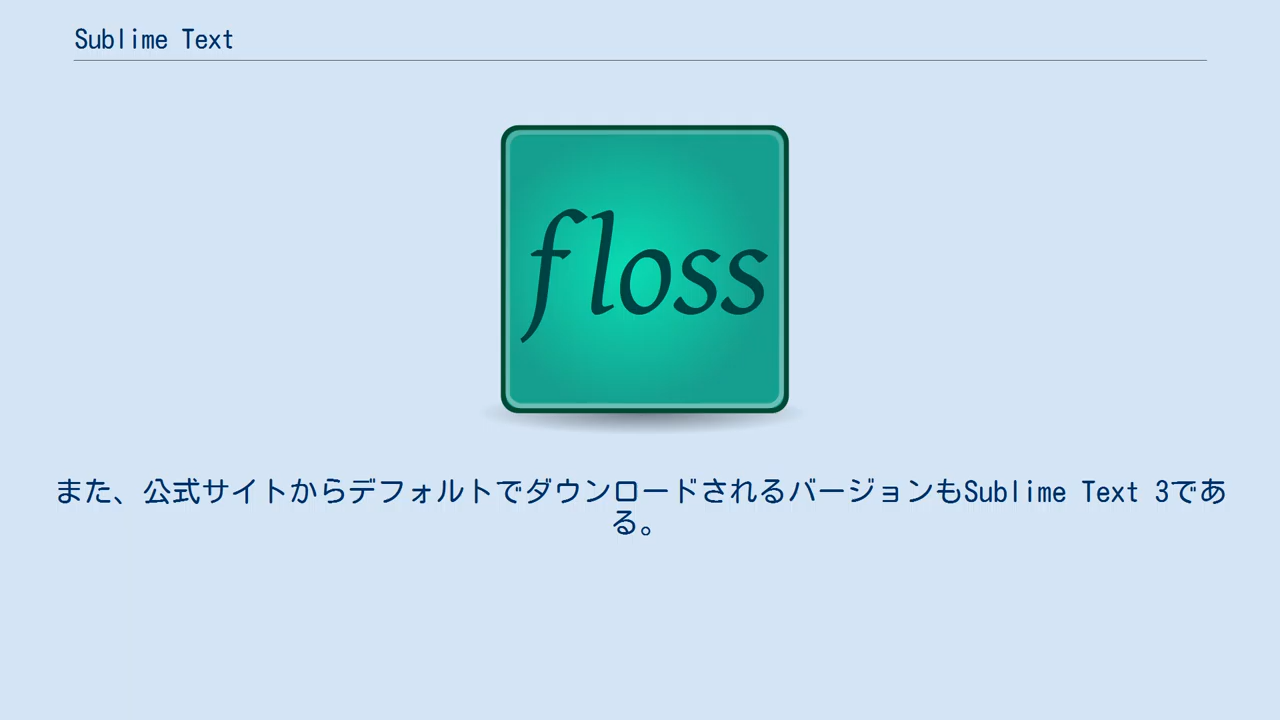 Sublime Text
floss
また、公式サイトからデフォルトでダウンロードされるバージョンもSublime Text 3であ
る。